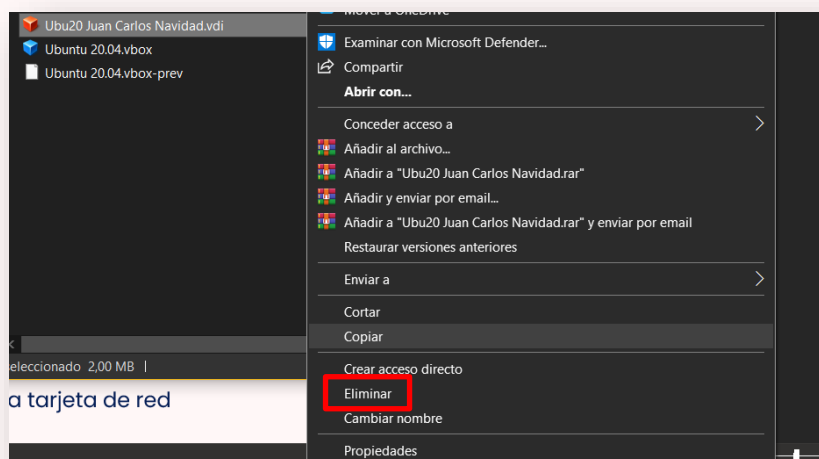 Ubu20 Juan Carlos Navidad.vdi
Ubuntu 20.04.vbox
Ubuntu 20.04.vbox-prev
eleccionado 2,00 MB
a tarjeta de red
Mover a OneDrive
Examinar con Microsoft Defender...
Compartir
Abrir con...
Conceder acceso a
Añadir al archivo...
Añadir a "Ubu20 Juan Carlos Navidad.rar"
Añadir y enviar por email...
Añadir a "Ubu20 Juan Carlos Navidad.rar" y enviar por email
Restaurar versiones anteriores
Enviar a
Cortar
Copiar
Crear acceso directo
Eliminar
Cambiar nombre
Propiedades